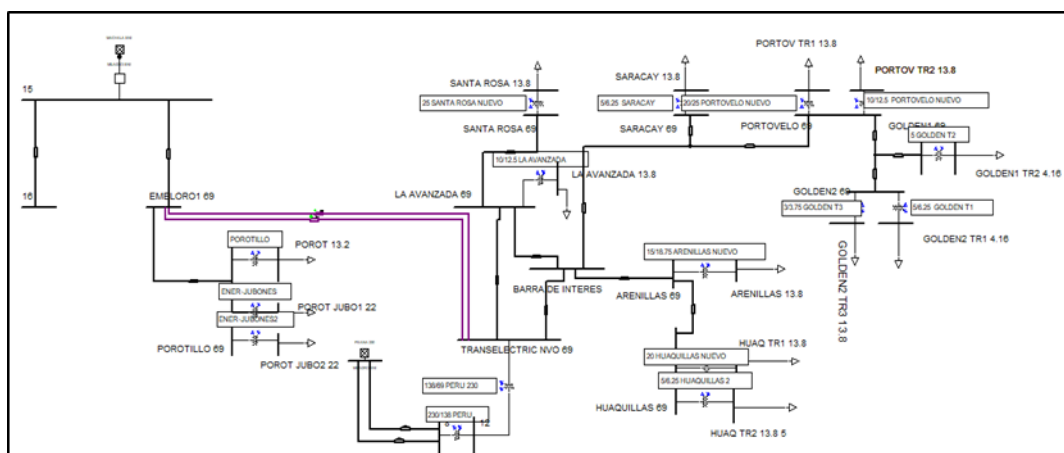 PORTOV TR1 13.8
SANTA ROSA 13.8
SARACAY 13.8
PORTOV TR2 13.8
15
25 SANTA ROSA NUEVO
5/6.25 SARACAY
20/25 PORTOVELO NUEVO
10/12.5 PORTOVELO NUEVO
SANTA ROSA 69
SARACAY 69
PORTOVELO 69
GOLDEN1 69
5 GOLDEN T2
10/12.5 LA AVANZADA
LA AVANZADA 13.8
GOLDEN1 TR2 4.16
16
EMELORO1 69
LA AVANZADA 69
GOLDEN2 69
3/3.75 GOLDEN T3
5/6.25 GOLDEN T1
POROTILLO
POROT 13.2
15/18.75 ARENILLAS NUEVO
GOLDEN2 TR1 4.16
GOLDEN2 TR3 13.8
BARRA DE INTERES
ARENILLAS 69
ARENILLAS 13.8
ENER-JUBONES
POROT JUBO1 22
ENER-JUBONES2
POROTILLO 69
POROT JUBO2 22
TRANSELECTRIC NVO 69
HUAQ TR1 13.8
20 HUAQUILLAS NUEVO
5/6.25 HUAQUILLAS 2
138/69 PERU 230
HUAQUILLAS 69
230/138 PERU
12
HUAQ TR2 13.8 5